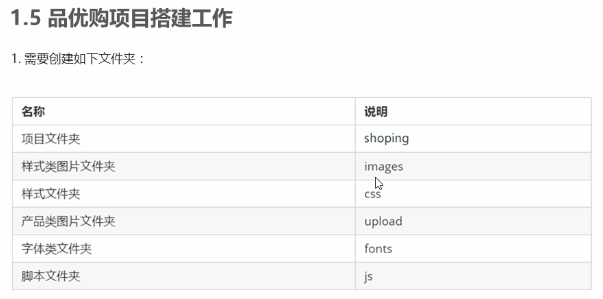 1.5 品优购项目搭建工作
1. 需要创建如下文件夹：
名称 说明
项目文件夹 shoping
样式类图片文件夹 images
样式文件夹 css
产品类图片文件夹 upload
字体类文件夹 fonts
脚本文件夹 js